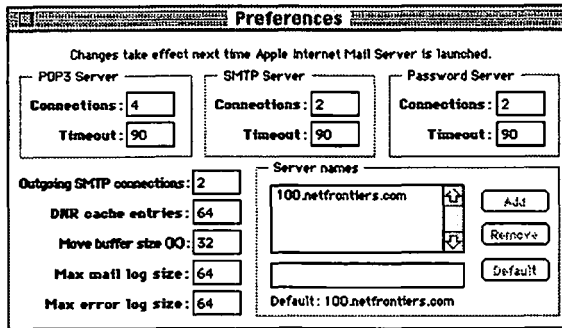 Preferences
Changes take effect next time Apple Internet Mail Server is launched.
POP3 Server
Connections: 4
Timeout: 90
SMTP Server
Connections: 2
Timeout: 90
Password Server
Connections: 2
Timeout: 90
Outgoing SMTP connections: 2
DNR cache entries: 64
Move buffer size (K): 32
Max mail log size: 64
Max error log size: 64
Server names
100.netfrontiers.com
Add
Remove
Default
Default: 100.netfrontiers.com